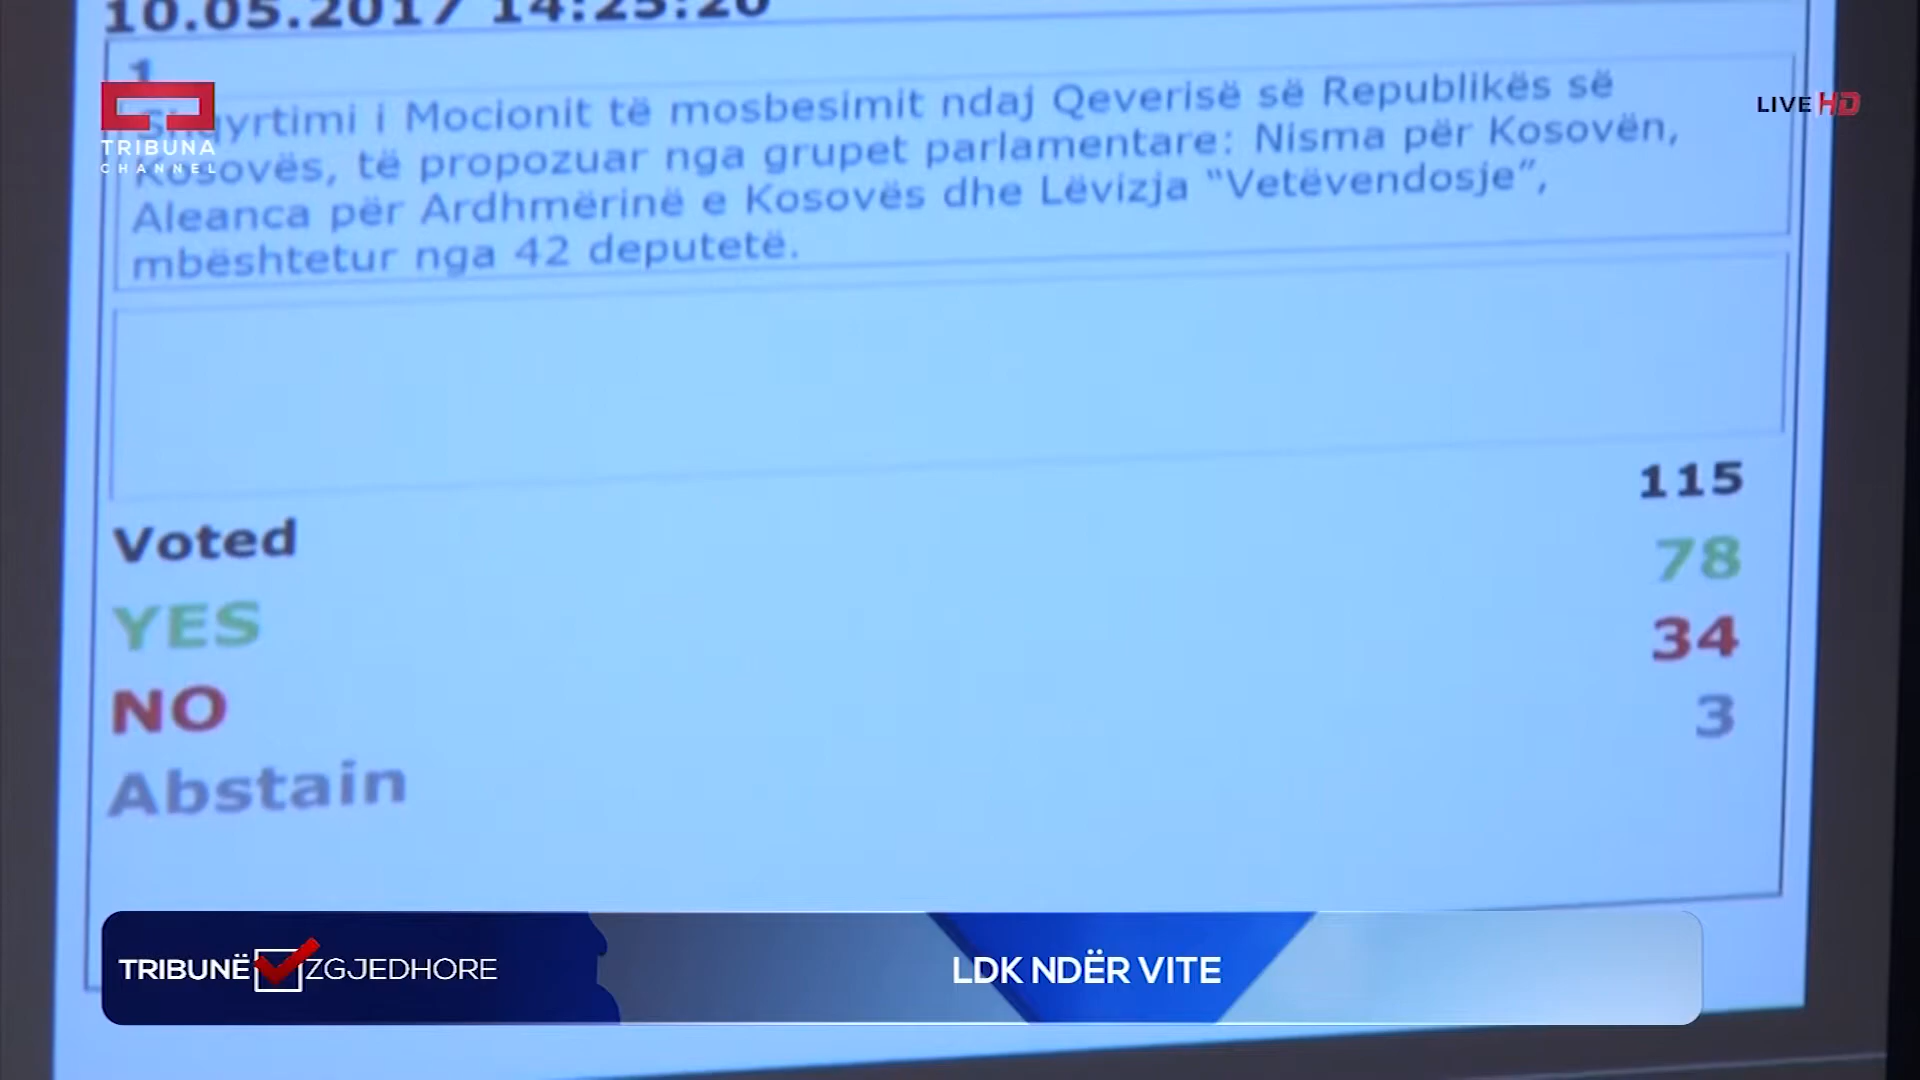 10.05.2017 14:25:20
1
Shqyrtimi i Mocionit të mosbesimit ndaj Qeverisë së Republikës së
Kosovës, të propozuar nga grupet parlamentare: Nisma për Kosovën,
Aleanca për Ardhmërinë e Kosovës dhe Lëvizja “Vetëvendosje”,
mbështetur nga 42 deputetë.
TRIBUNA
CHANNEL
LIVE HD
Voted 115
YES 78
NO 34
Abstain 3
TRIBUNË ZGJEDHORE
LDK NDËR VITE